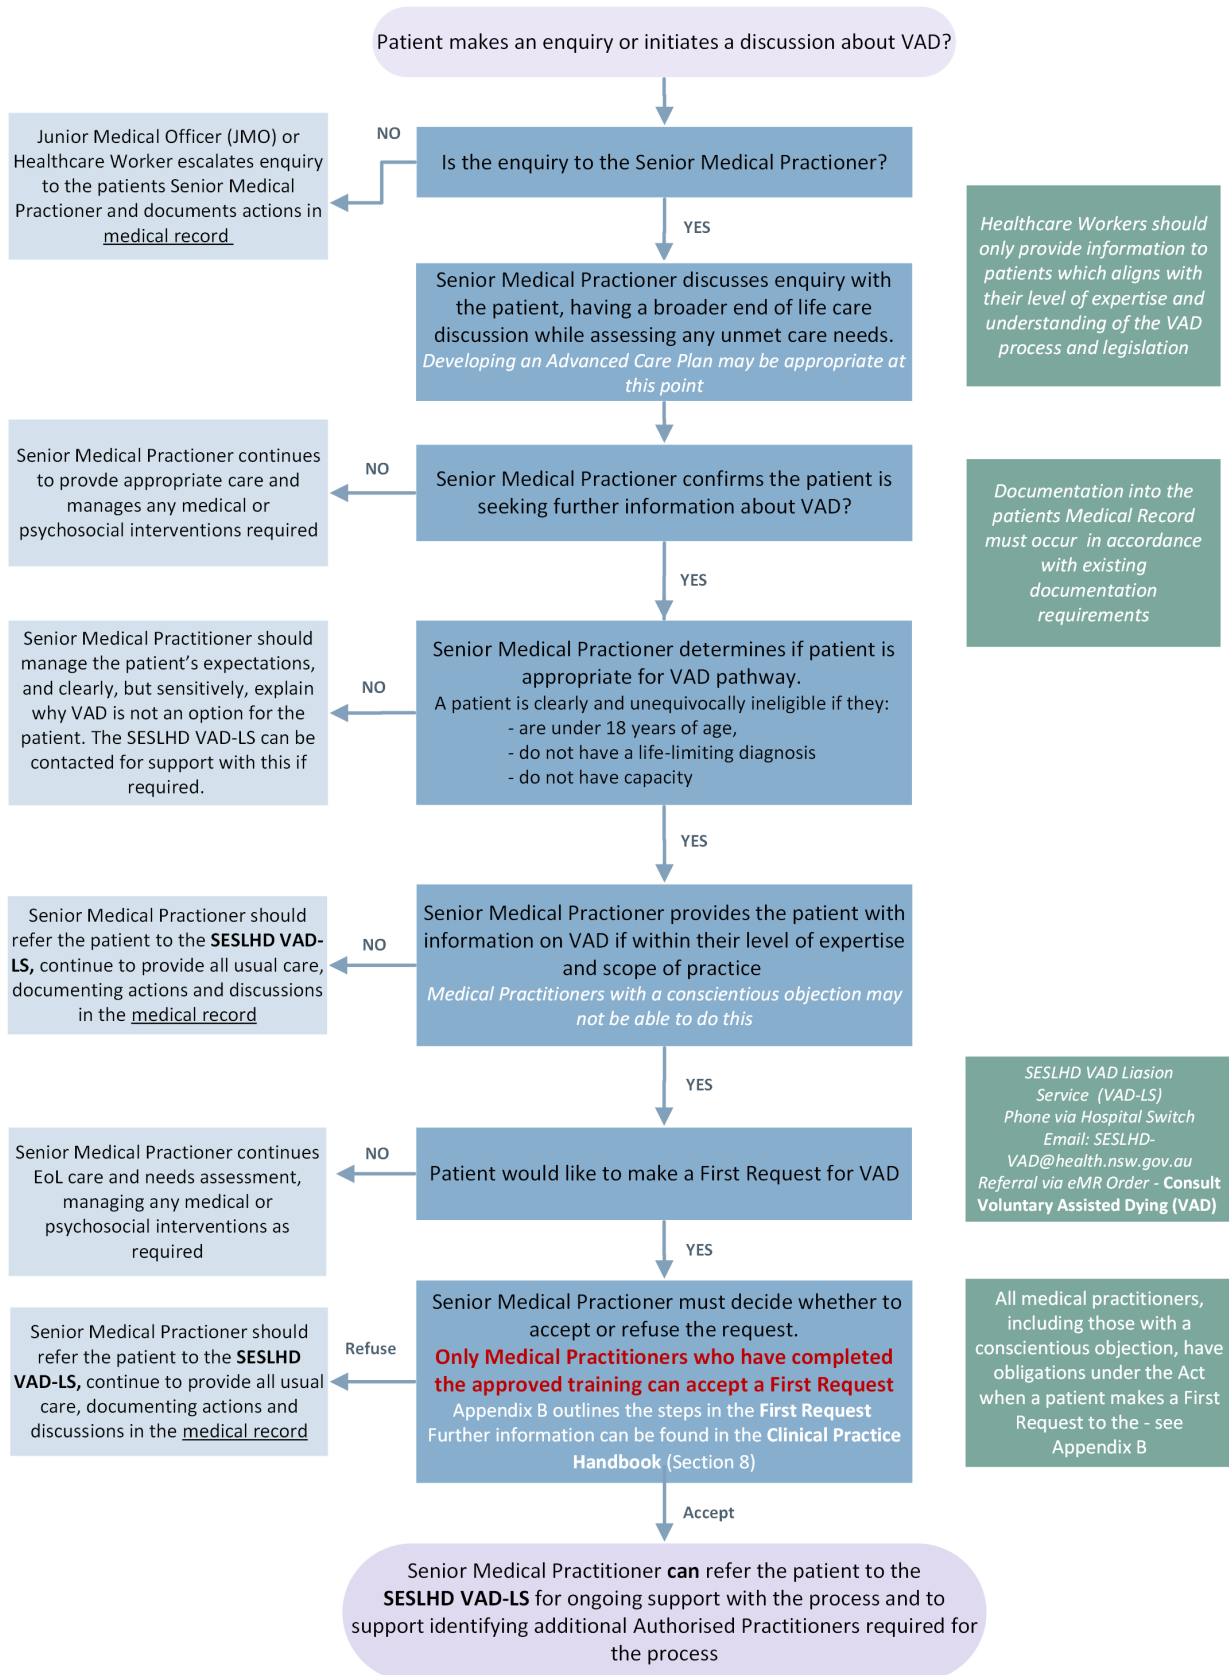 Patient makes an enquiry or initiates a discussion about VAD?
NO
Junior Medical Officer (JMO) or
Healthcare Worker escalates enquiry
to the patients Senior Medical
Practioner and documents actions in
medical record
Is the enquiry to the Senior Medical Practioner?
YES
Healthcare Workers should
only provide information to
patients which aligns with
their level of expertise and
understanding of the VAD
process and legislation
Senior Medical Practioner discusses enquiry with
the patient, having a broader end of life care
discussion while assessing any unmet care needs.
Developing an Advanced Care Plan may be appropriate at
this point
Senior Medical Practioner continues
to provde appropriate care and
manages any medical or
psychosocial interventions required
NO
Senior Medical Practioner confirms the patient is
seeking further information about VAD?
Documentation into the
patients Medical Record
must occur in accordance
with existing
documentation
requirements
YES
Senior Medical Practitioner should
manage the patient's expectations,
and clearly, but sensitively, explain
why VAD is not an option for the
patient. The SESLHD VAD-LS can be
contacted for support with this if
required.
NO
Senior Medical Practioner determines if patient is
appropriate for VAD pathway.
A patient is clearly and unequivocally ineligible if they:
- are under 18 years of age,
- do not have a life-limiting diagnosis
- do not have capacity
YES
Senior Medical Practioner should
refer the patient to the SESLHD VAD-
LS, continue to provide all usual care,
documenting actions and discussions
in the medical record
NO
Senior Medical Practioner provides the patient with
information on VAD if within their level of expertise
and scope of practice
Medical Practitioners with a conscientious objection may
not be able to do this
YES
SESLHD VAD Liasion
Service (VAD-LS)
Phone via Hospital Switch
Email: SESLHD-
VAD@health.nsw.gov.au
Referral via eMR Order - Consult
Voluntary Assisted Dying (VAD)
Senior Medical Practioner continues
EoL care and needs assessment,
managing any medical or
psychosocial interventions as
required
NO
Patient would like to make a First Request for VAD
YES
Senior Medical Practioner should
refer the patient to the SESLHD
VAD-LS, continue to provide all usual
care, documenting actions and
discussions in the medical record
Refuse
Senior Medical Practioner must decide whether to
accept or refuse the request.
Only Medical Practitioners who have completed
the approved training can accept a First Request
Appendix B outlines the steps in the First Request
Further information can be found in the Clinical Practice
Handbook (Section 8)
All medical practitioners,
including those with a
conscientious objection, have
obligations under the Act
when a patient makes a First
Request to the - see
Appendix B
Accept
Senior Medical Practioner can refer the patient to the
SESLHD VAD-LS for ongoing support with the process and to
support identifying additional Authorised Practitioners required for
the process